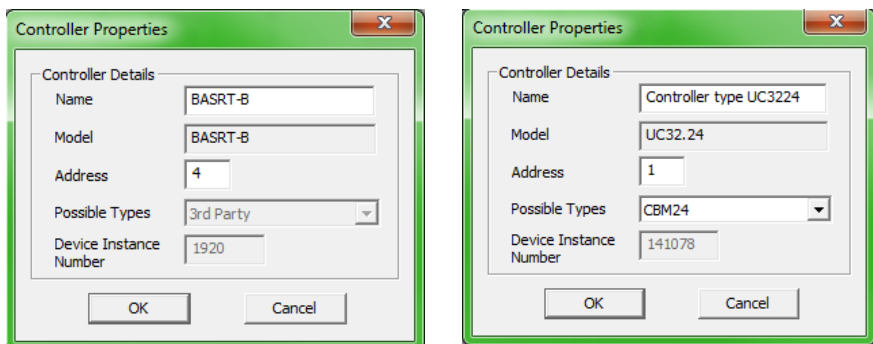 Controller Properties
Controller Details
Name BASRT-B
Model BASRT-B
Address 4
Possible Types 3rd Party
Device Instance
Number 1920
OK Cancel
Controller Properties
Controller Details
Name Controller type UC3224
Model UC32.24
Address 1
Possible Types CBM24
Device Instance
Number 141078
OK Cancel